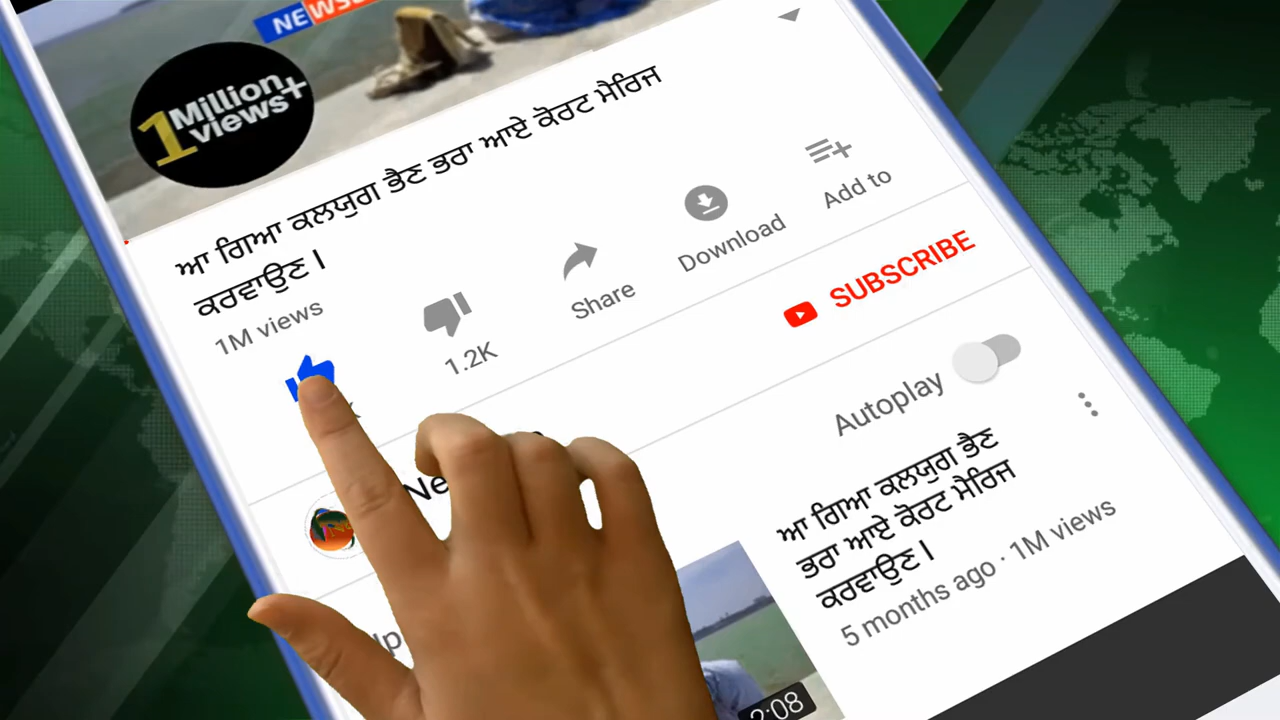 1 Million
views+
ਆ ਗਿਆ ਕਲਯੁਗ ਭੈਣ ਭਰਾ ਆਏ ਕੋਰਟ ਮੈਰਿਜ
ਕਰਵਾਉਣ।
1M views
1.2K
Share
Download
Add to
SUBSCRIBE
Autoplay
ਆ ਗਿਆ ਕਲਯੁਗ ਭੈਣ
ਭਰਾ ਆਏ ਕੋਰਟ ਮੈਰਿਜ
ਕਰਵਾਉਣ।
5 months ago · 1M views
2:08